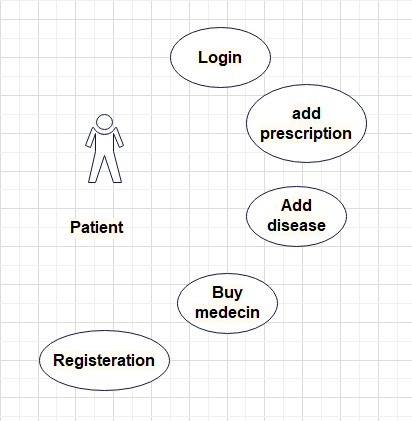 Login
add
prescription
Add
disease
Patient
Buy
medecin
Registeration